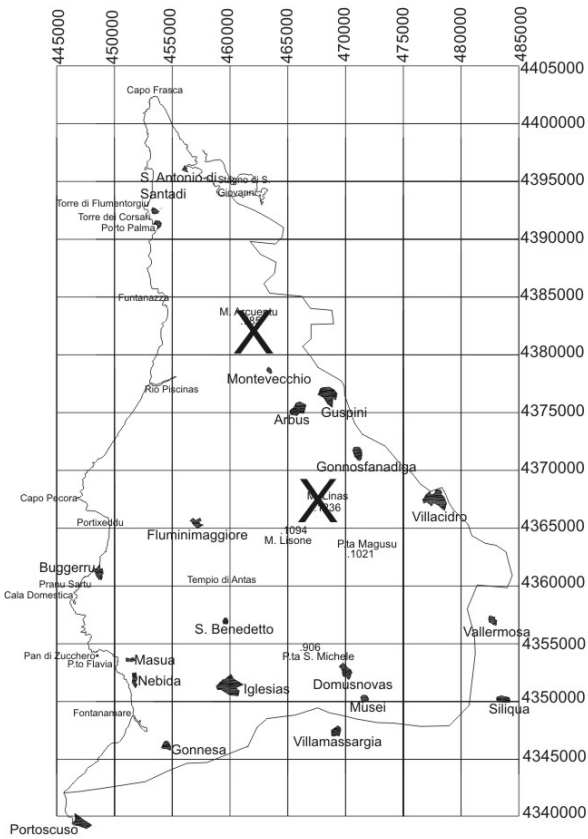 445000
450000
455000
460000
465000
470000
475000
480000
485000
4405000
Capo Frasca
4400000
S. Antonio di
Santadi
Stagno di S.
Giovanni
4395000
Torre di Flumentorgiu
Torre dei Corsari
Porto Palma
4390000
Funtanazza
4385000
M. Arcuentu
X
4380000
Montevecchio
Rio Piscinas
Arbus
Guspini
4375000
Gonnosfanadiga
4370000
Capo Pecora
M. Linas
X
.1236
Villacidro
Portixeddu
Fluminimaggiore
.1094
M. Lisone
4365000
P.ta Magusu
.1021
Buggerru
Pranu Sartu
Cala Domestica
Tempio di Antas
4360000
S. Benedetto
Vallermosa
4355000
.906
P.ta S. Michele
Pan di Zucchero
P.to Flavia
Masua
Nebida
Iglesias
Domusnovas
Musei
4350000
Siliqua
Fontanamare
Gonnesa
Villamassargia
4345000
4340000
Portoscuso